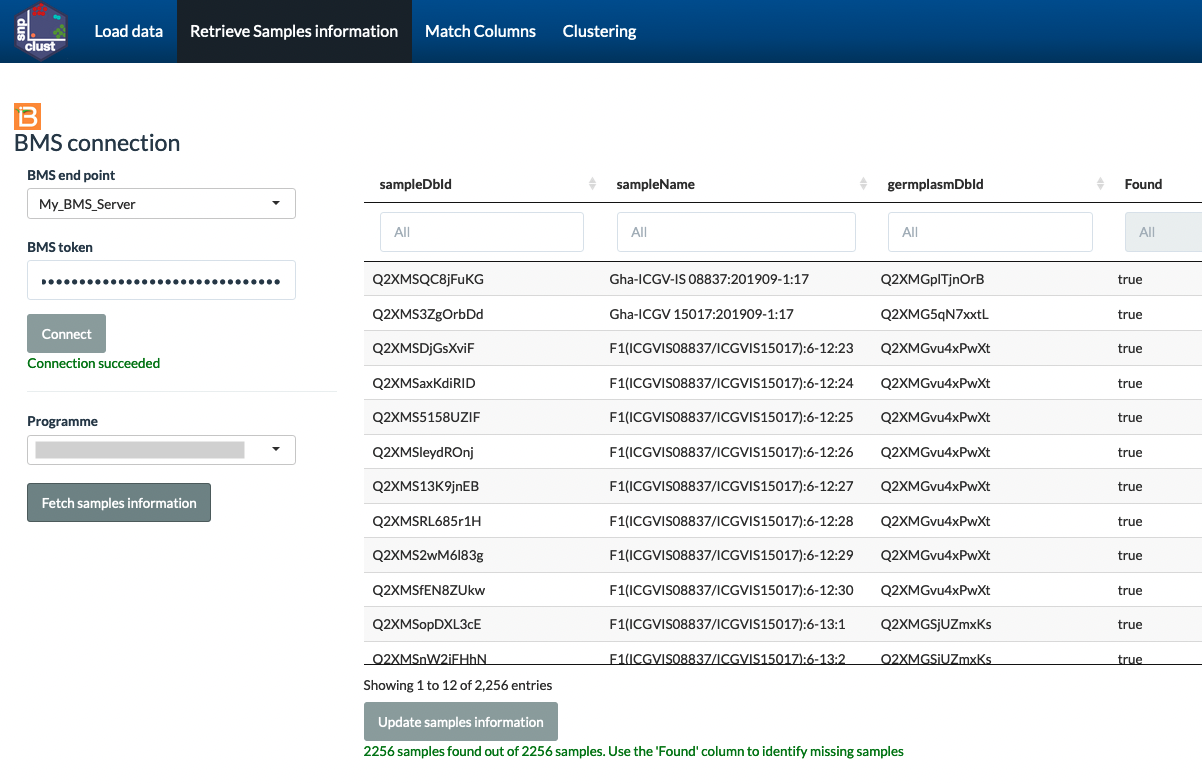 snp
clust
Load data
Retrieve Samples information
Match Columns
Clustering
B
BMS connection
BMS end point
My_BMS_Server
BMS token
Connect
Connection succeeded
Programme
Fetch samples information
sampleDbId sampleName germplasmDbId Found
All All All All
Q2XMSQC8jFuKG Gha-ICGV-IS 08837:201909-1:17 Q2XMGplTjnOrB true
Q2XMS3ZgOrbDd Gha-ICGV 15017:201909-1:17 Q2XMG5qN7xxtL true
Q2XMSDjGsXviF F1(ICGVIS08837/ICGVIS15017):6-12:23 Q2XMGvu4xPwXt true
Q2XMSaxKdiRID F1(ICGVIS08837/ICGVIS15017):6-12:24 Q2XMGvu4xPwXt true
Q2XMS5158UZIF F1(ICGVIS08837/ICGVIS15017):6-12:25 Q2XMGvu4xPwXt true
Q2XMSleydROnj F1(ICGVIS08837/ICGVIS15017):6-12:26 Q2XMGvu4xPwXt true
Q2XMS13K9jnEB F1(ICGVIS08837/ICGVIS15017):6-12:27 Q2XMGvu4xPwXt true
Q2XMSRL685r1H F1(ICGVIS08837/ICGVIS15017):6-12:28 Q2XMGvu4xPwXt true
Q2XMS2wM6l83g F1(ICGVIS08837/ICGVIS15017):6-12:29 Q2XMGvu4xPwXt true
Q2XMSfEN8ZUkw F1(ICGVIS08837/ICGVIS15017):6-12:30 Q2XMGvu4xPwXt true
Q2XMSopDXL3cE F1(ICGVIS08837/ICGVIS15017):6-13:1 Q2XMGSjUZmxKs true
Q2XMSnW2jFHhN F1(ICGVIS08837/ICGVIS15017):6-13:2 Q2XMGSjUZmxKs true
Showing 1 to 12 of 2,256 entries
Update samples information
2256 samples found out of 2256 samples. Use the 'Found' column to identify missing samples